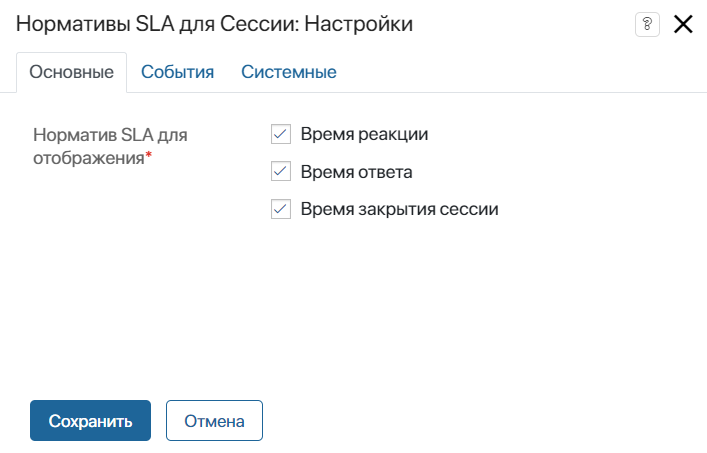 Нормативы SLA для Сессии: Настройки
?
Основные
События
Системные
Норматив SLA для
отображения*
Время реакции
Время ответа
Время закрытия сессии
Сохранить
Отмена